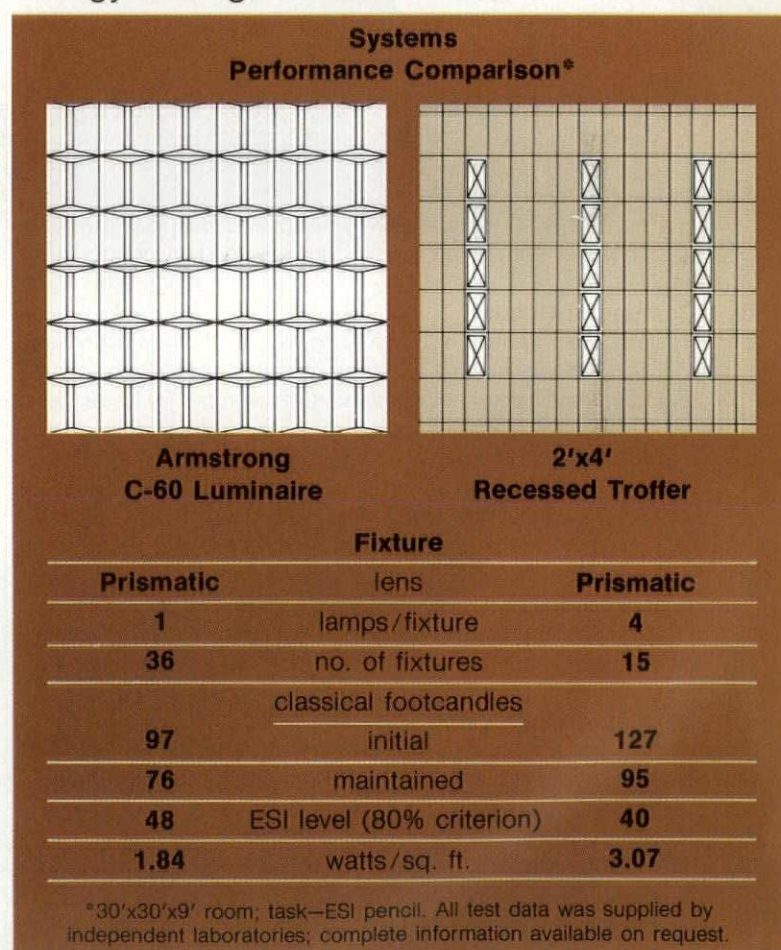 Systems
Performance Comparison*
Armstrong
C-60 Luminaire
2'x4'
Recessed Troffer
Fixture
Prismatic lens Prismatic
1 lamps/fixture 4
36 no. of fixtures 15
classical footcandles
97 initial 127
76 maintained 95
48 ESI level (80% criterion) 40
1.84 watts/sq. ft. 3.07
*30'x30'x9' room; task—ESI pencil. All test data was supplied by
independent laboratories; complete information available on request.